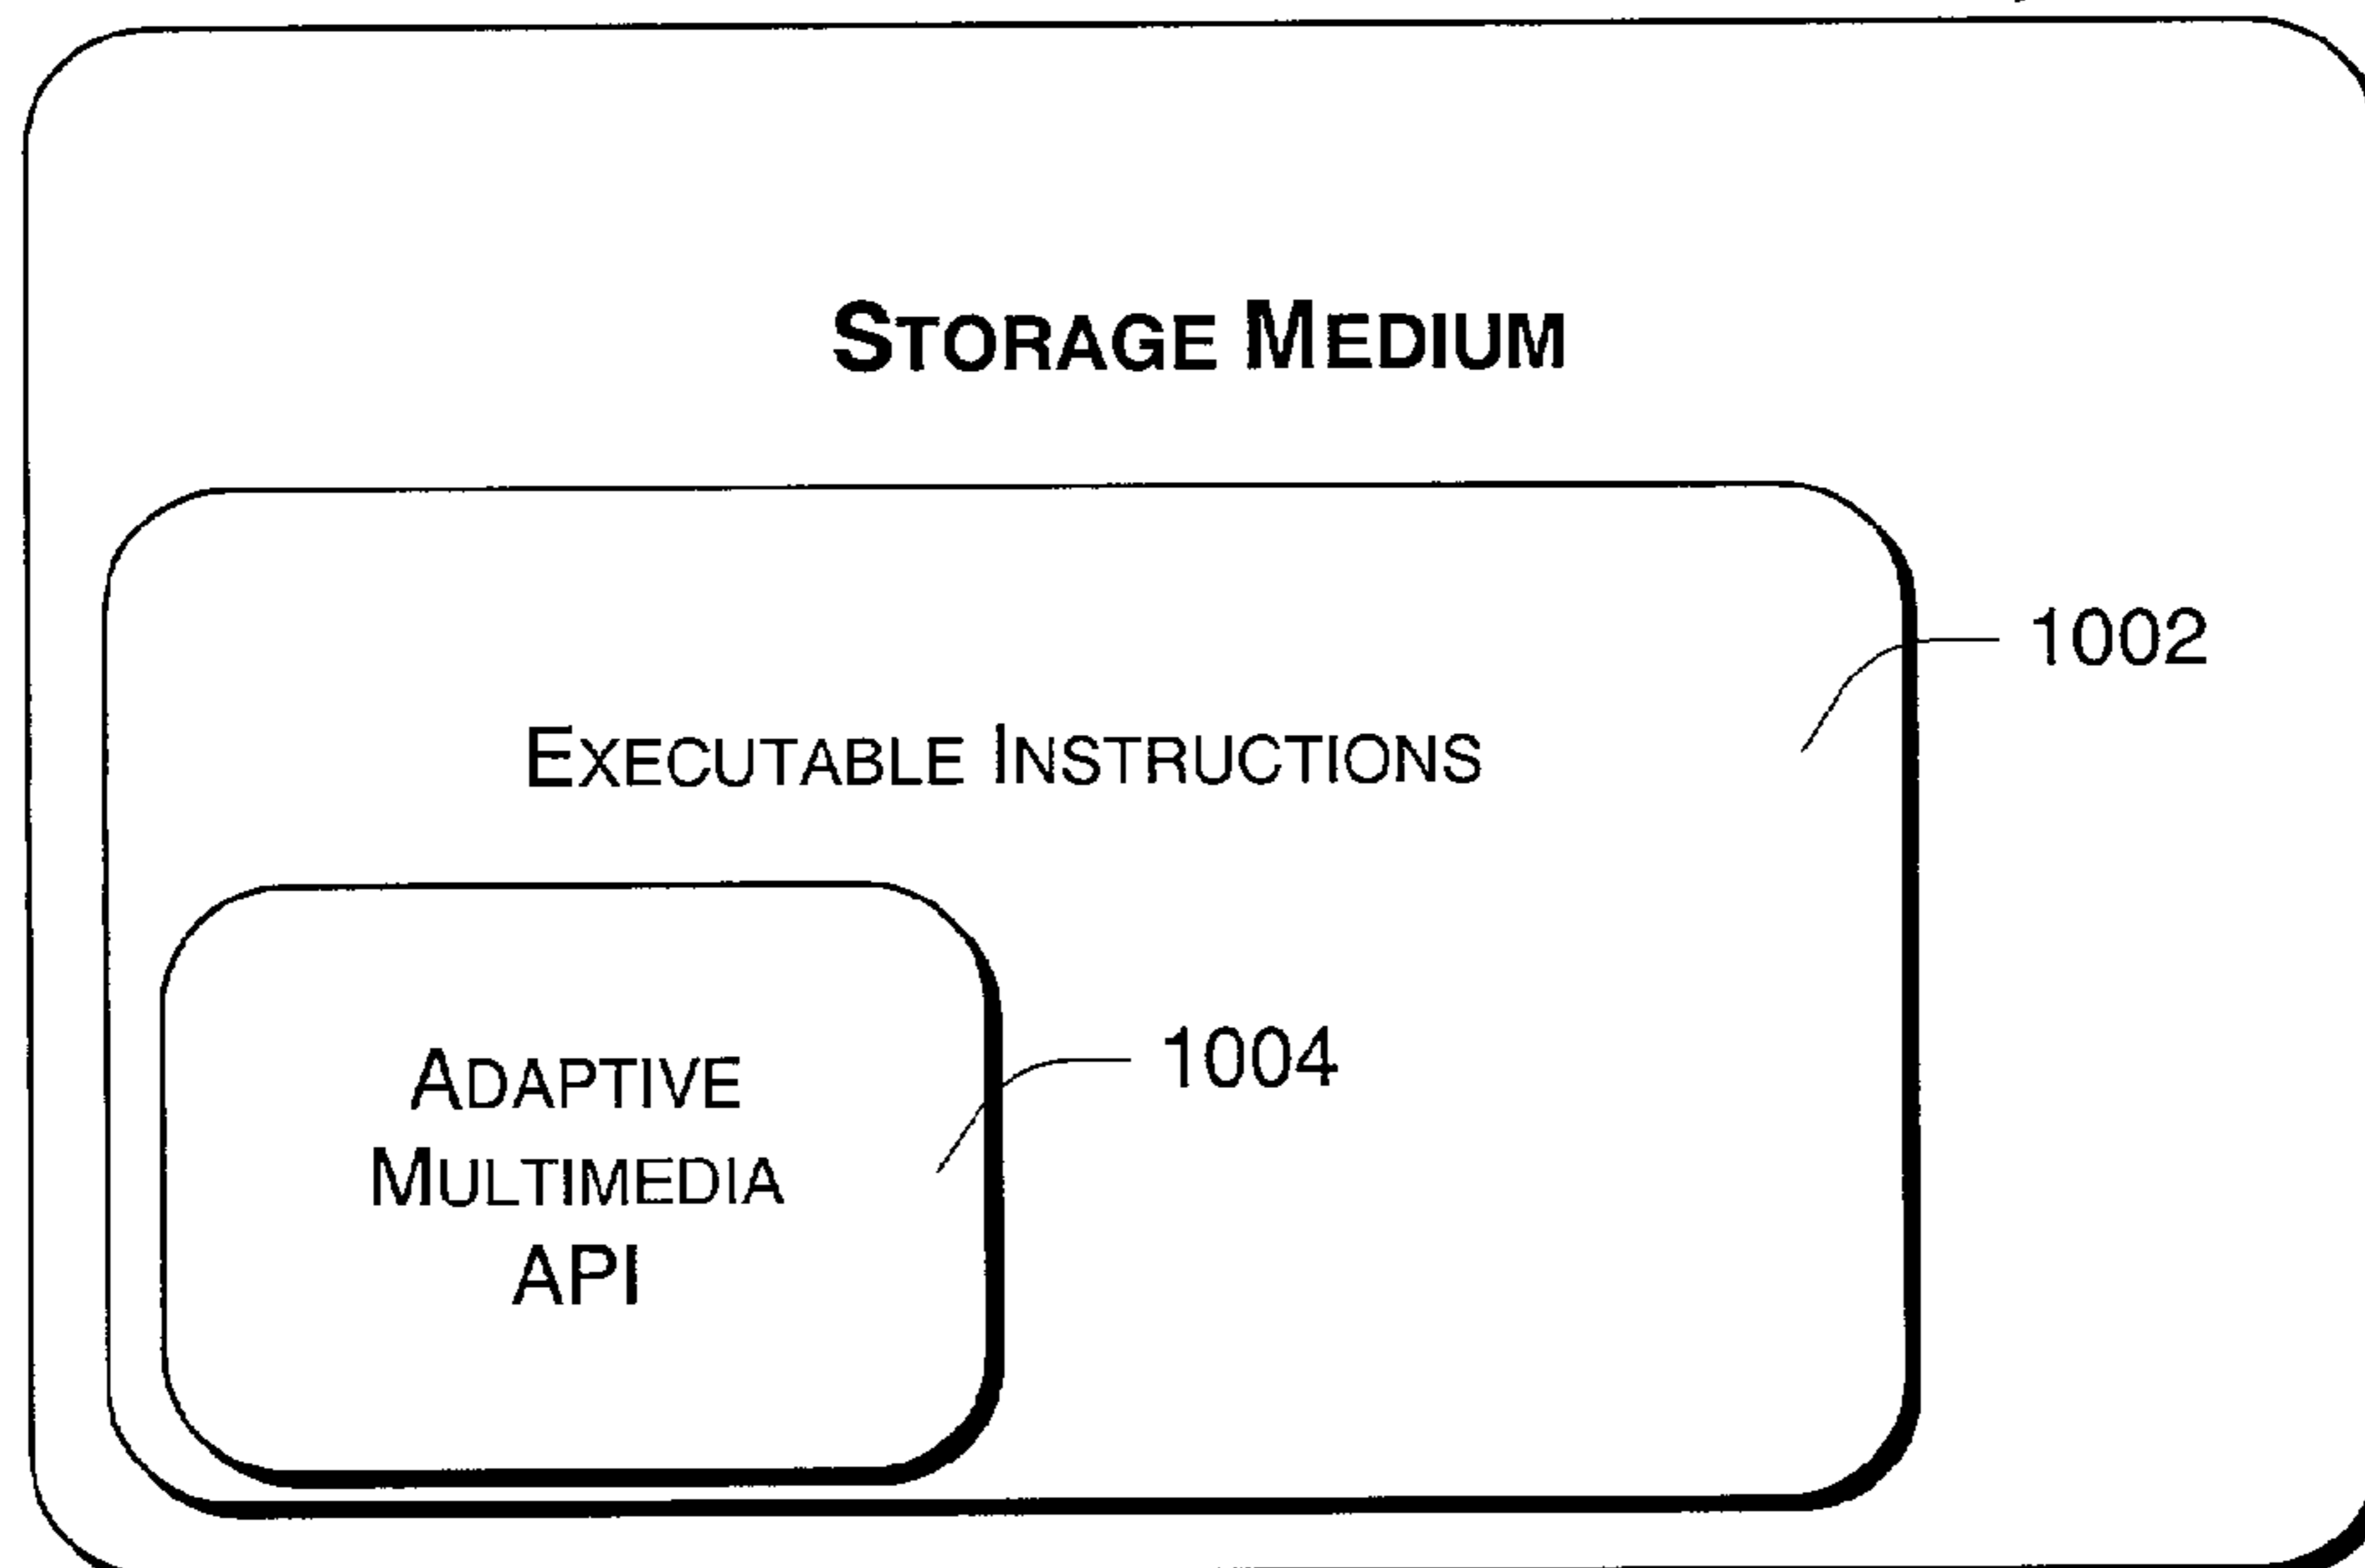 STORAGE MEDIUM
1002
EXECUTABLE INSTRUCTIONS
1004
ADAPTIVE
MULTIMEDIA
API